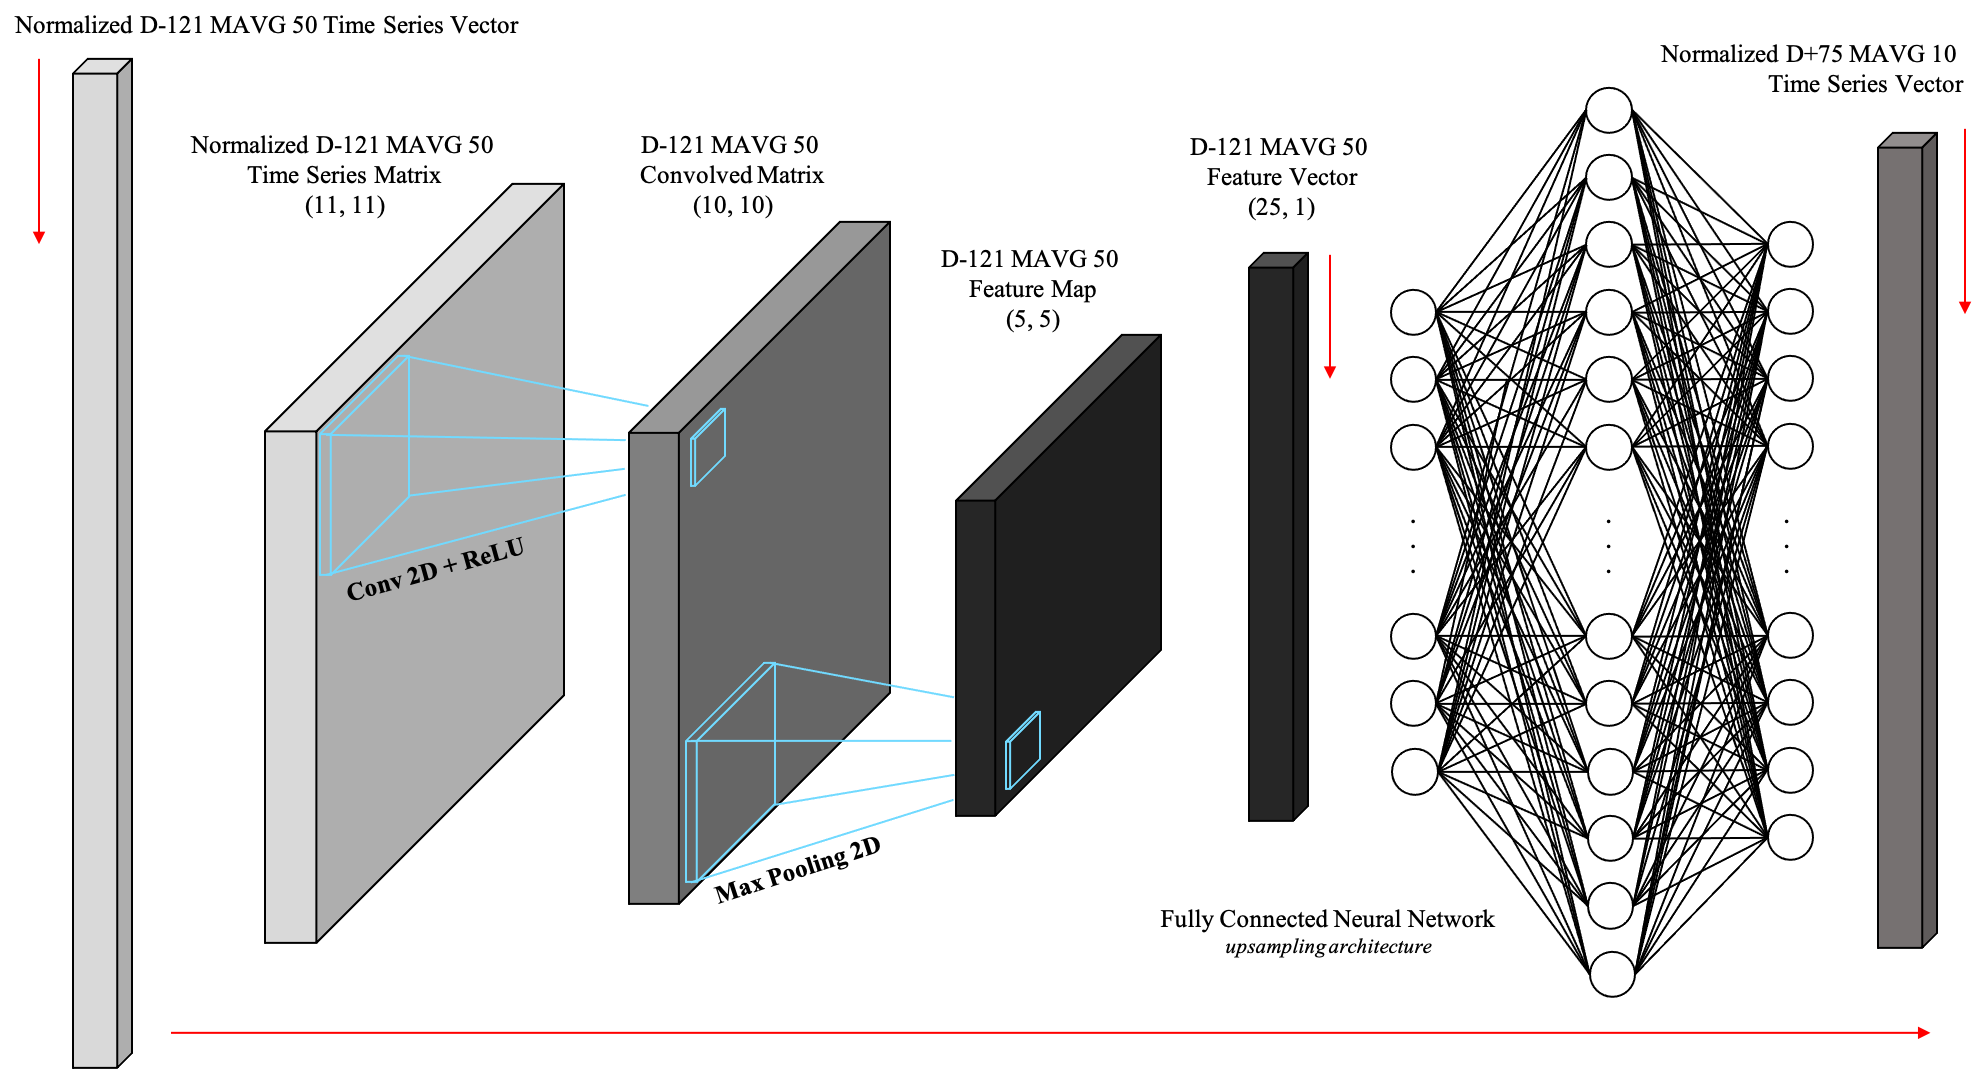 Normalized D-121 MAVG 50 Time Series Vector
Normalized D-121 MAVG 50
Time Series Matrix
(11, 11)
D-121 MAVG 50
Convolved Matrix
(10, 10)
D-121 MAVG 50
Feature Map
(5, 5)
D-121 MAVG 50
Feature Vector
(25, 1)
Normalized D+75 MAVG 10
Time Series Vector
Conv 2D + ReLU
Max Pooling 2D
Fully Connected Neural Network
upsampling architecture